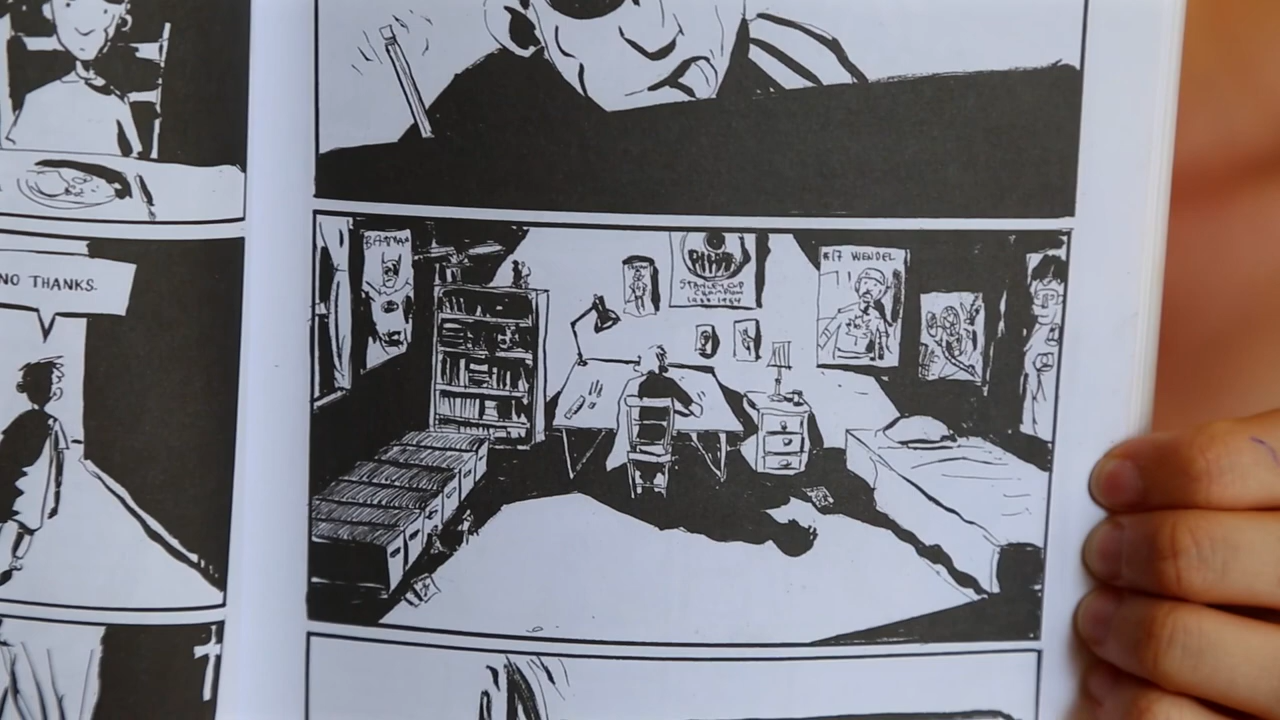 NO THANKS.
BATMAN
STANLEY CUP
CHAMPION
#17 WENDEL